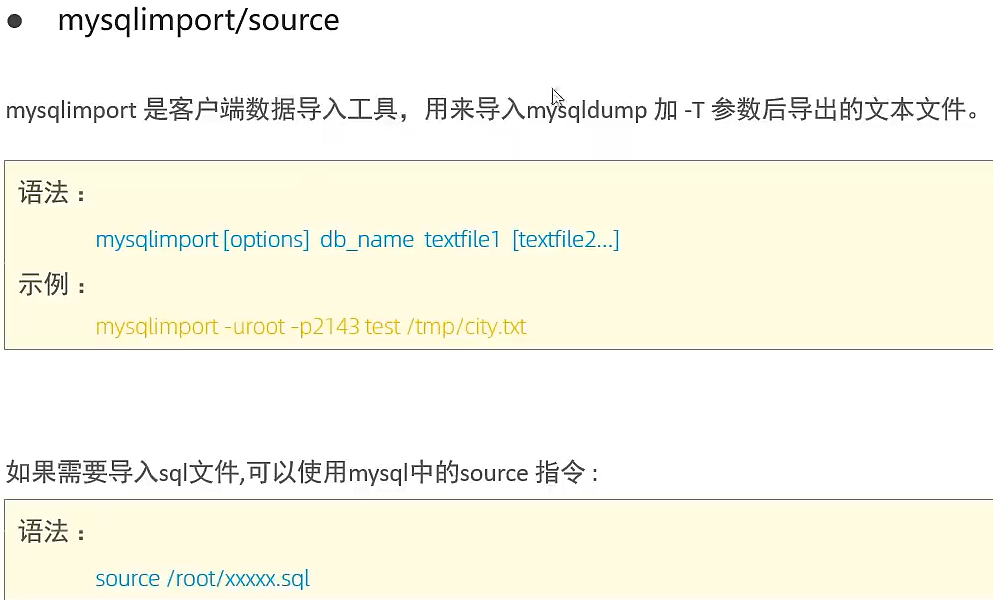 ● mysqlimport/source
mysqlimport 是客户端数据导入工具，用来导入mysqldump 加 -T 参数后导出的文本文件。
语法：
mysqlimport [options] db_name textfile1 [textfile2...]
示例：
mysqlimport -uroot -p2143 test /tmp/city.txt
如果需要导入sql文件,可以使用mysql中的source 指令 :
语法：
source /root/xxxxx.sql